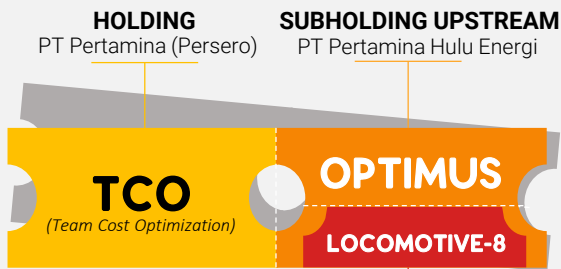 HOLDING
PT Pertamina (Persero)
SUBHOLDING UPSTREAM
PT Pertamina Hulu Energi
TCO
(Team Cost Optimization)
OPTIMUS
LOCOMOTIVE-8